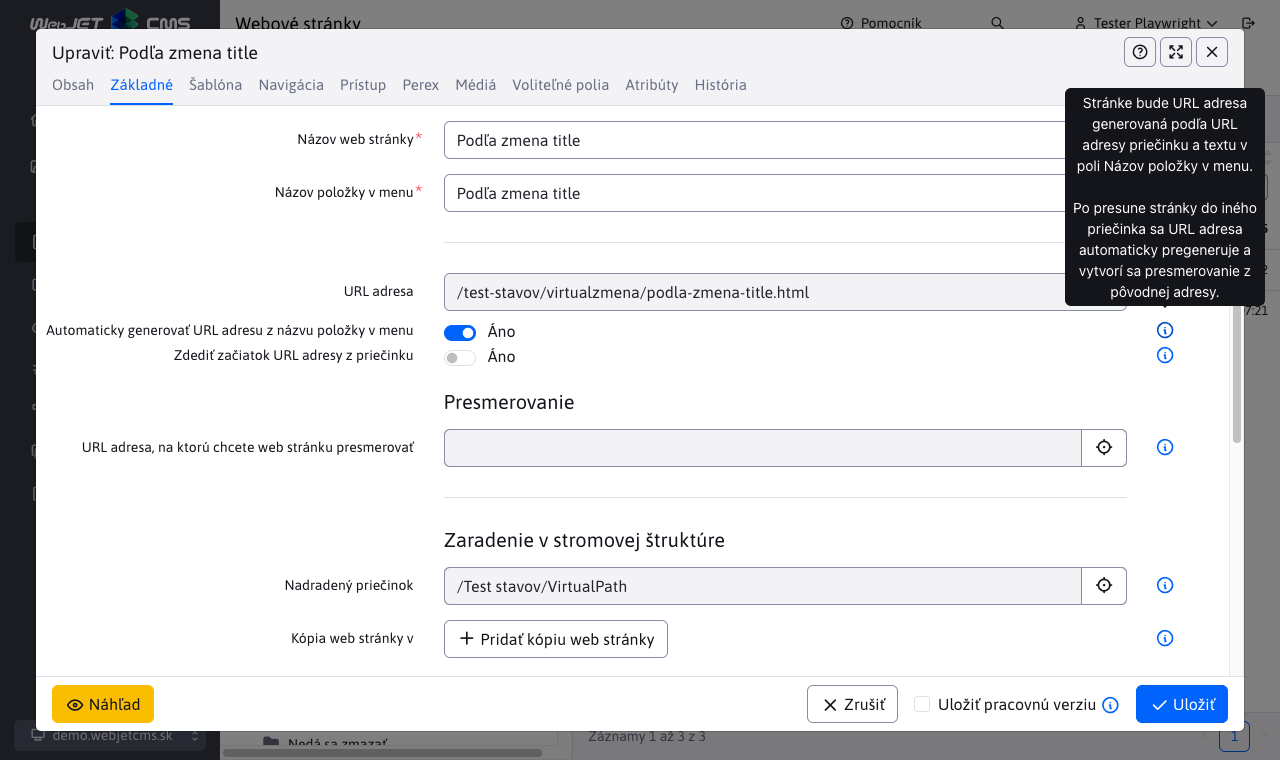 WebJET CMS
Webové stránky
Pomocník
Tester Playwright
Upraviť: Podľa zmena title
Obsah Základné Šablóna Navigácia Prístup Perex Médiá Voliteľné polia Atribúty História
Stránke bude URL adresa
generovaná podľa URL
adresy priečinku a textu v
poli Názov položky v menu.
Po presune stránky do iného
priečinka sa URL adresa
automaticky pregeneruje a
vytvorí sa presmerovanie z
pôvodnej adresy.
Názov web stránky*
Podľa zmena title
Názov položky v menu*
Podľa zmena title
URL adresa
/test-stavov/virtualzmena/podla-zmena-title.html
7:21
Automaticky generovať URL adresu z názvu položky v menu
Áno
Zdediť začiatok URL adresy z priečinku
Áno
Presmerovanie
URL adresa, na ktorú chcete web stránku presmerovať
Zaradenie v stromovej štruktúre
Nadradený priečinok
/Test stavov/VirtualPath
Kópia web stránky v
Pridať kópiu web stránky
Náhľad
Zrušiť
Uložiť pracovnú verziu
Uložiť
demo.webjetcms.sk
Nedá sa zmazať
Záznamy 1 až 3 z 3
1